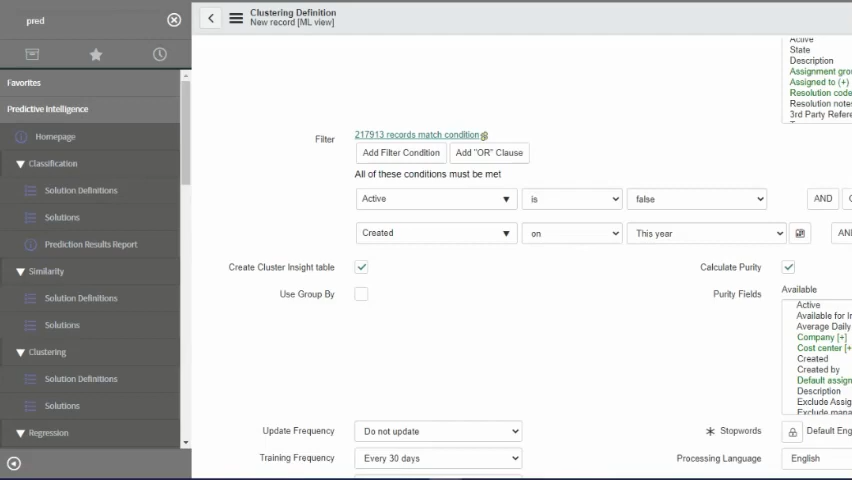 pred
Clustering Definition
New record [ML view]
Favorites
Predictive Intelligence
Homepage
Classification
Solution Definitions
Solutions
Prediction Results Report
Similarity
Solution Definitions
Solutions
Clustering
Solution Definitions
Solutions
Regression
Active
State
Description
Assignment grou
Assigned to (+)
Resolution code
Resolution notes
3rd Party Refere
Filter
217913 records match condition
Add Filter Condition Add "OR" Clause
All of these conditions must be met
Active is false AND
Created on This year AN
Create Cluster Insight table
Calculate Purity
Use Group By
Purity Fields
Available
Active
Available for In
Average Daily
Company [+]
Cost center [+
Created
Created by
Default assign
Description
Exclude Assig
Exclude mana
Update Frequency Do not update
Stopwords Default Eng
Training Frequency Every 30 days
Processing Language English